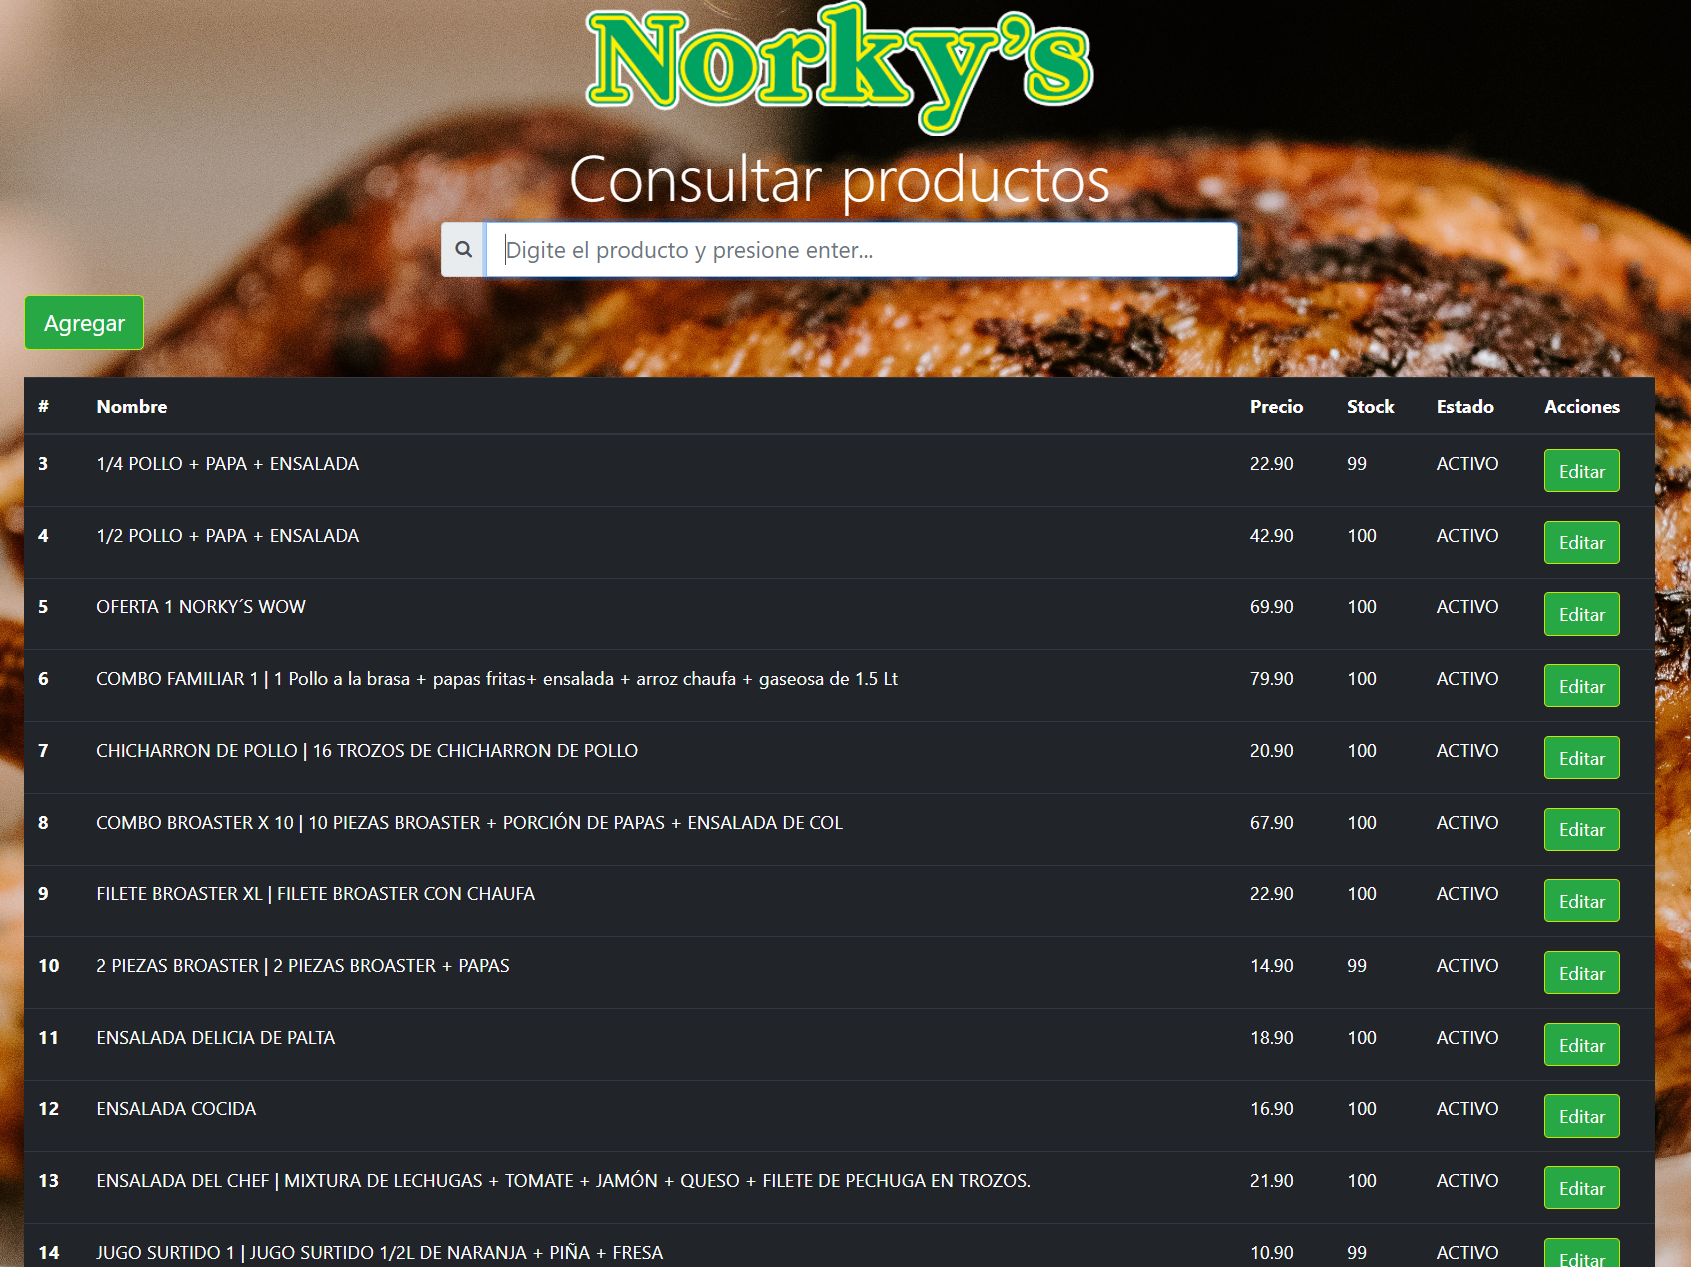 Norky's
Consultar productos
Digite el producto y presione enter...
Agregar
# Nombre Precio Stock Estado Acciones
3 1/4 POLLO + PAPA + ENSALADA 22.90 99 ACTIVO Editar
4 1/2 POLLO + PAPA + ENSALADA 42.90 100 ACTIVO Editar
5 OFERTA 1 NORKY´S WOW 69.90 100 ACTIVO Editar
6 COMBO FAMILIAR 1 | 1 Pollo a la brasa + papas fritas+ ensalada + arroz chaufa + gaseosa de 1.5 Lt 79.90 100 ACTIVO Editar
7 CHICHARRON DE POLLO | 16 TROZOS DE CHICHARRON DE POLLO 20.90 100 ACTIVO Editar
8 COMBO BROASTER X 10 | 10 PIEZAS BROASTER + PORCIÓN DE PAPAS + ENSALADA DE COL 67.90 100 ACTIVO Editar
9 FILETE BROASTER XL | FILETE BROASTER CON CHAUFA 22.90 100 ACTIVO Editar
10 2 PIEZAS BROASTER | 2 PIEZAS BROASTER + PAPAS 14.90 99 ACTIVO Editar
11 ENSALADA DELICIA DE PALTA 18.90 100 ACTIVO Editar
12 ENSALADA COCIDA 16.90 100 ACTIVO Editar
13 ENSALADA DEL CHEF | MIXTURA DE LECHUGAS + TOMATE + JAMÓN + QUESO + FILETE DE PECHUGA EN TROZOS. 21.90 100 ACTIVO Editar
14 JUGO SURTIDO 1 | JUGO SURTIDO 1/2L DE NARANJA + PIÑA + FRESA 10.90 99 ACTIVO Editar